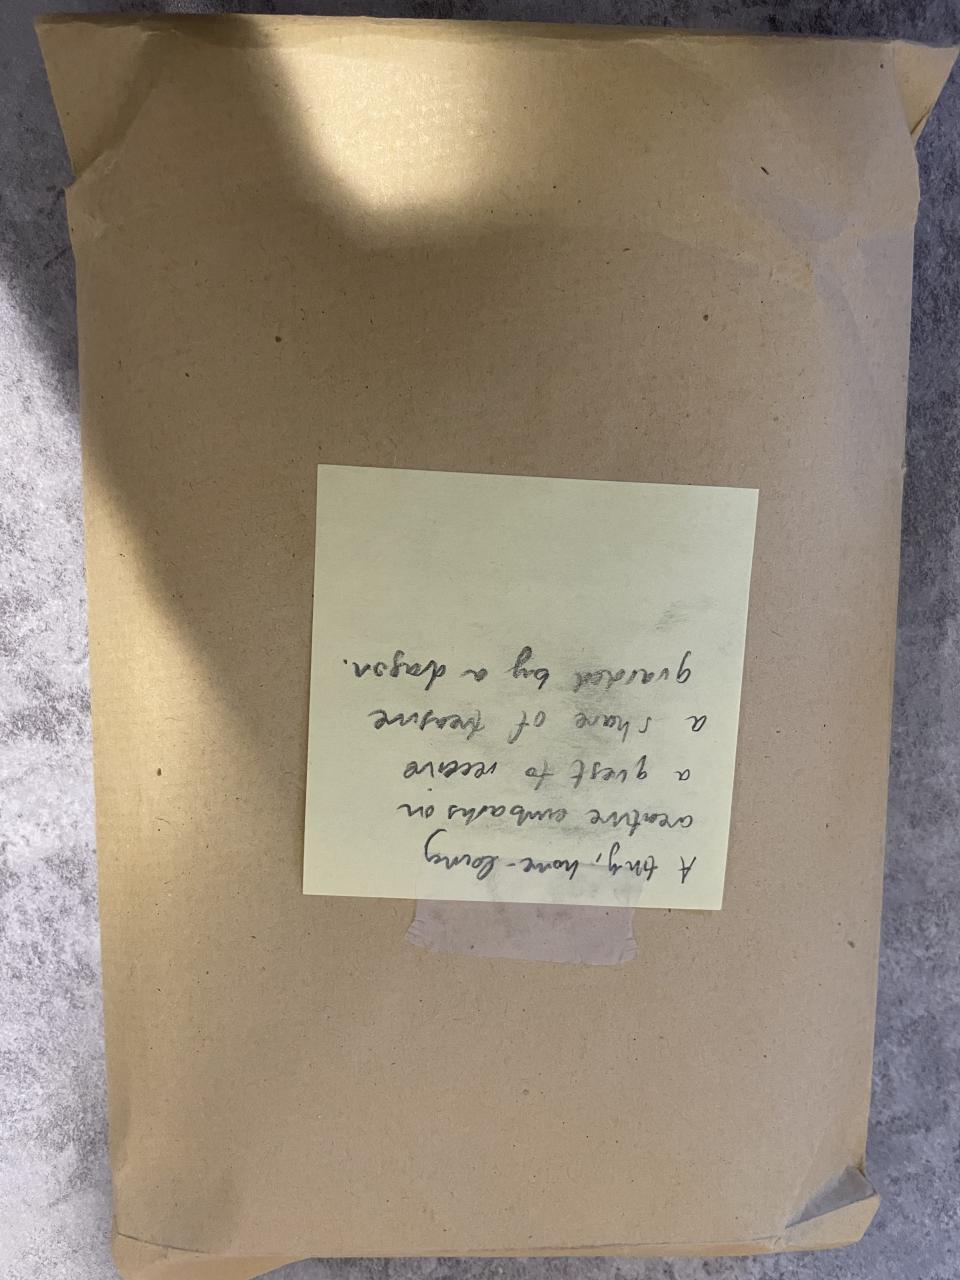 A tiny, home-loving
creature embarks on
a quest to receive
a share of treasure
guarded by a dragon.